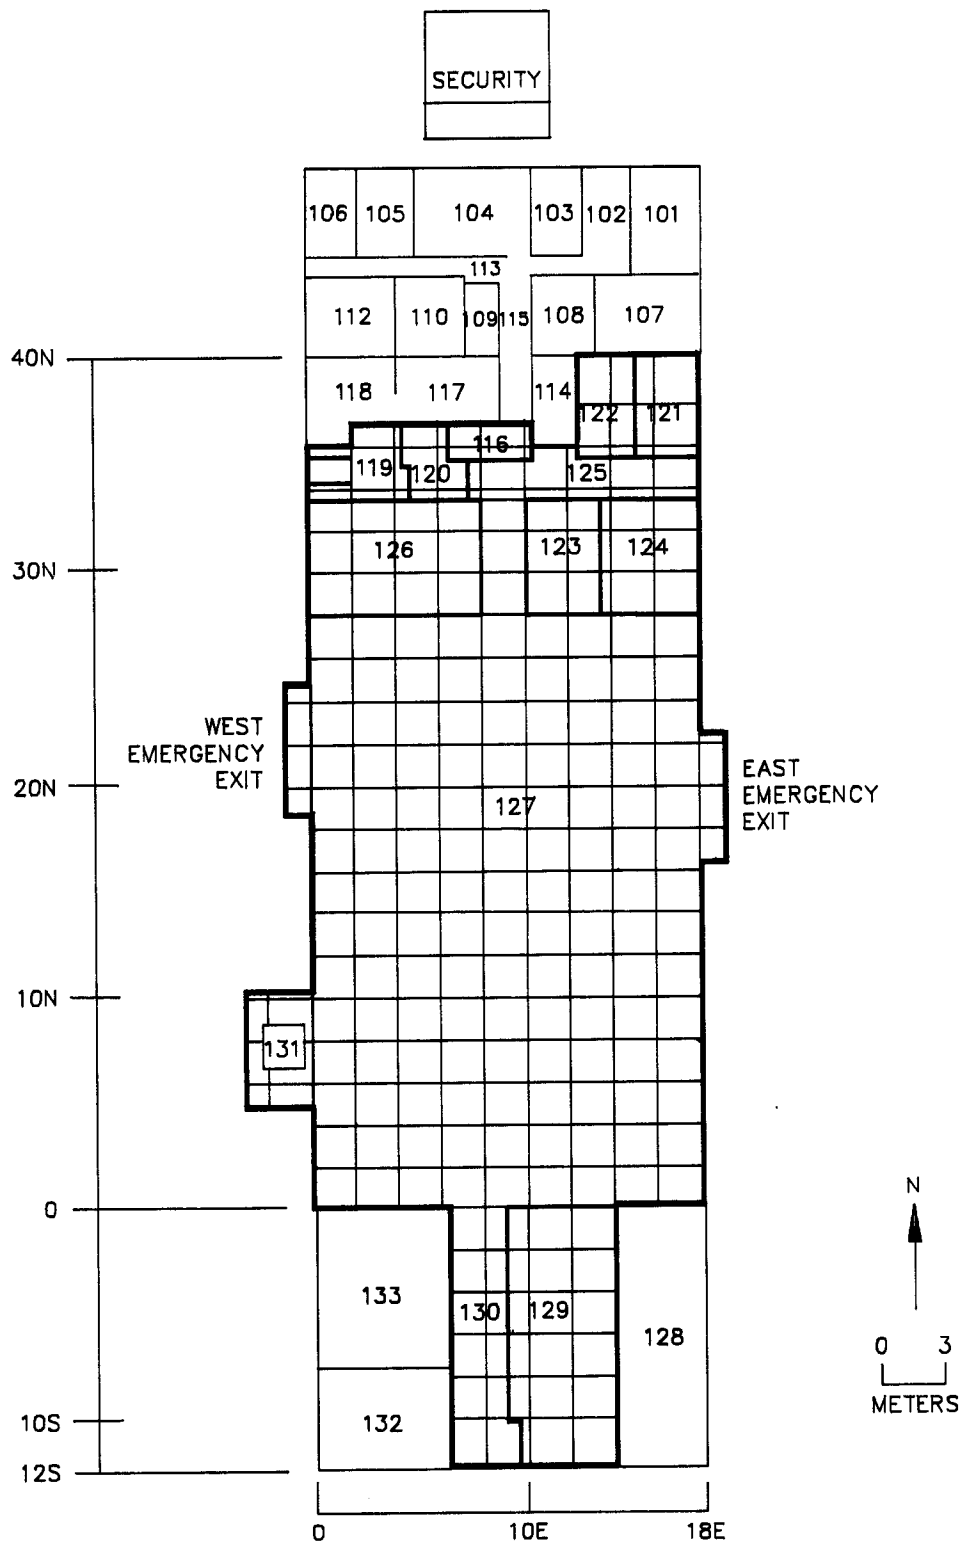 SECURITY
106 105 104 103 102 101
113
112 110 109 115 108 107
40N
118 117 114 122 121
116
119 120 125
126 123 124
30N
WEST
EMERGENCY
EXIT
20N
127
EAST
EMERGENCY
EXIT
10N
131
0
N
133
130 129
128
0 3
METERS
10S
132
12S
0 10E 18E